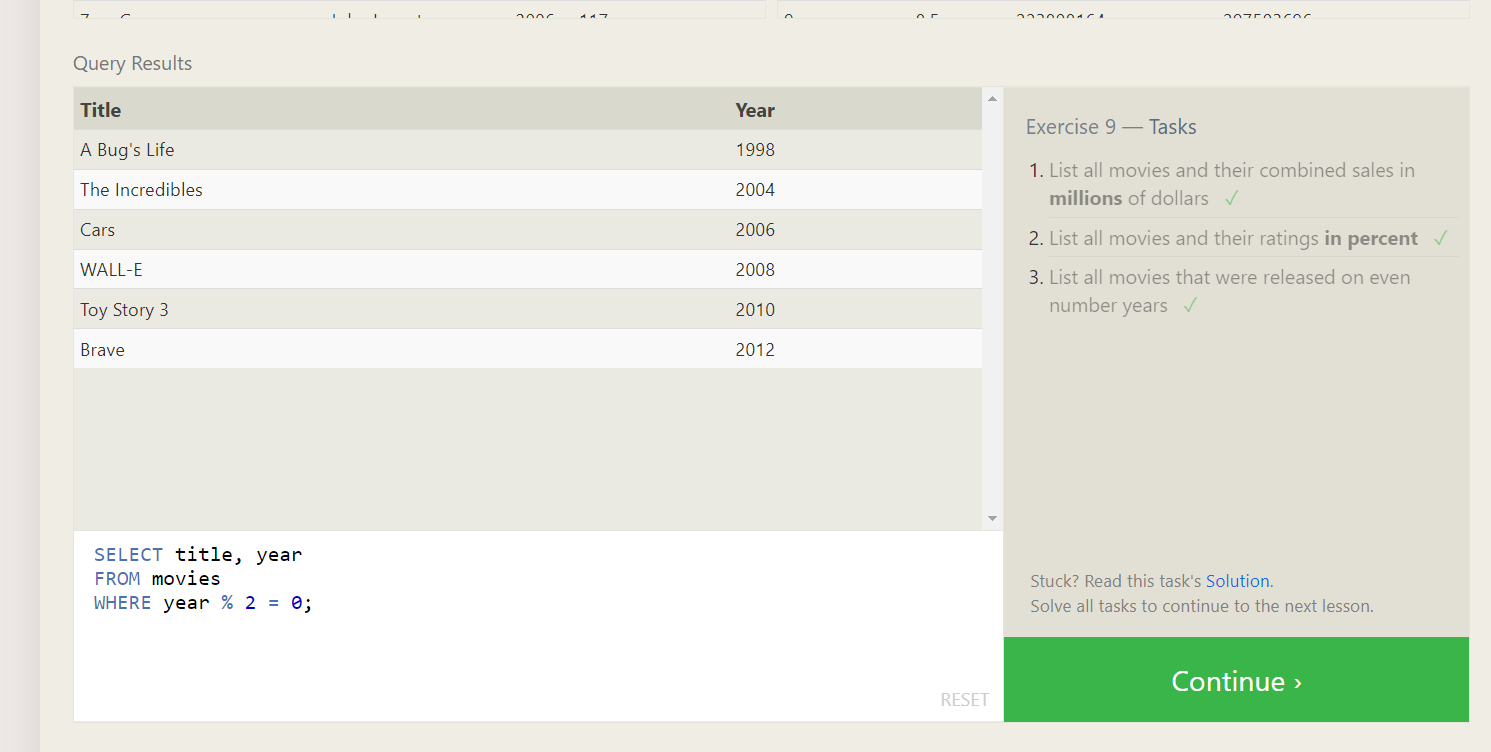 Query Results
Title Year
A Bug's Life 1998
The Incredibles 2004
Cars 2006
WALL-E 2008
Toy Story 3 2010
Brave 2012
SELECT title, year
FROM movies
WHERE year % 2 = 0;
RESET
Exercise 9 — Tasks
1. List all movies and their combined sales in
millions of dollars ✓
2. List all movies and their ratings in percent ✓
3. List all movies that were released on even
number years ✓
Stuck? Read this task's Solution.
Solve all tasks to continue to the next lesson.
Continue ›